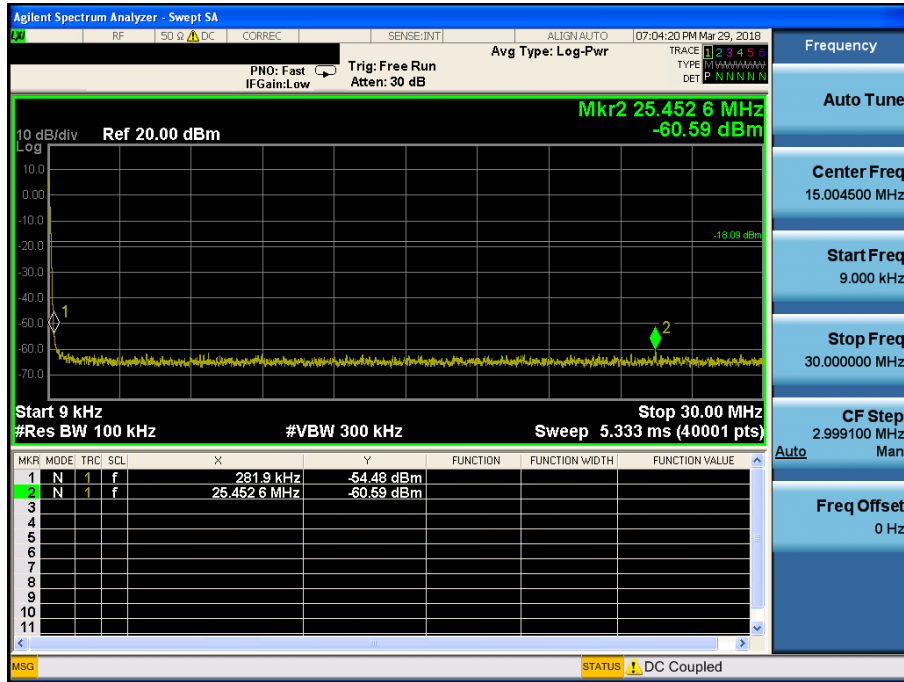 Agilent Spectrum Analyzer - Swept SA
LXI RF 50 Ω DC CORREC SENSE:INT ALIGN AUTO 07:04:20 PM Mar 29, 2018
Avg Type: Log-Pwr
TRACE 1 2 3 4 5 6
TYPE M WWWWW
DET P N N N N N
PNO: Fast
IFGain:Low
Trig: Free Run
Atten: 30 dB
Mkr2 25.452 6 MHz
-60.59 dBm
10 dB/div Ref 20.00 dBm
Log
10.0
0.00
-10.0
-20.0
-30.0
-40.0
-50.0
-60.0
-70.0
-18.09 dBm
1
2
Start 9 kHz Stop 30.00 MHz
#Res BW 100 kHz #VBW 300 kHz Sweep 5.333 ms (40001 pts)
MKR MODE TRC SCL X Y FUNCTION FUNCTION WIDTH FUNCTION VALUE
1 N 1 f 281.9 kHz -54.48 dBm
2 N 1 f 25.452 6 MHz -60.59 dBm
3
4
5
6
7
8
9
10
11
MSG STATUS DC Coupled
Frequency
Auto Tune
Center Freq
15.004500 MHz
Start Freq
9.000 kHz
Stop Freq
30.000000 MHz
CF Step
2.999100 MHz
Auto Man
Freq Offset
0 Hz